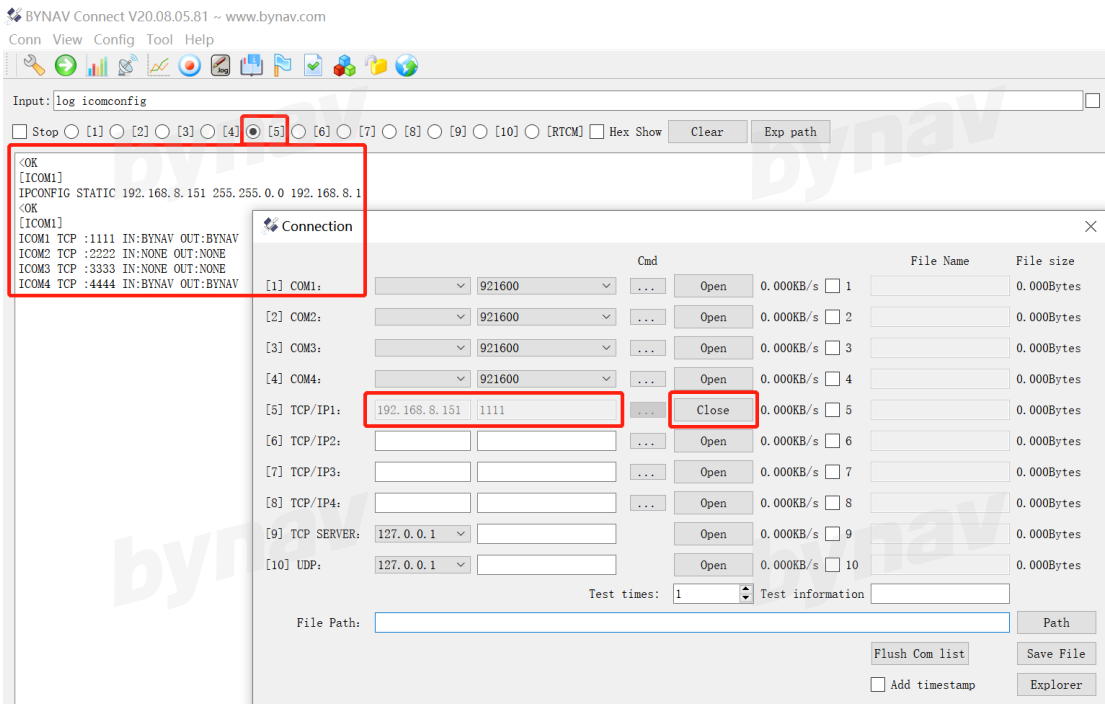 BYNAV Connect V20.08.05.81 ~ www.bynav.com
Conn View Config Tool Help
.log
Input: log icomconfig
Stop [1] [2] [3] [4] [5] [6] [7] [8] [9] [10] [RTCM] Hex Show Clear Exp path
<OK
[ICOM1]
IPCONFIG STATIC 192.168.8.151 255.255.0.0 192.168.8.1
<OK
[ICOM1]
ICOM1 TCP :1111 IN:BYNAV OUT:BYNAV
ICOM2 TCP :2222 IN:NONE OUT:NONE
ICOM3 TCP :3333 IN:NONE OUT:NONE
ICOM4 TCP :4444 IN:BYNAV OUT:BYNAV
Connection
Cmd File Name File size
[1] COM1: 921600 ... Open 0.000KB/s 1 0.000Bytes
[2] COM2: 921600 ... Open 0.000KB/s 2 0.000Bytes
[3] COM3: 921600 ... Open 0.000KB/s 3 0.000Bytes
[4] COM4: 921600 ... Open 0.000KB/s 4 0.000Bytes
[5] TCP/IP1: 192.168.8.151 1111 ... Close 0.000KB/s 5 0.000Bytes
[6] TCP/IP2: ... Open 0.000KB/s 6 0.000Bytes
[7] TCP/IP3: ... Open 0.000KB/s 7 0.000Bytes
[8] TCP/IP4: ... Open 0.000KB/s 8 0.000Bytes
[9] TCP SERVER: 127.0.0.1 Open 0.000KB/s 9 0.000Bytes
[10] UDP: 127.0.0.1 Open 0.000KB/s 10 0.000Bytes
Test times: 1 Test information
File Path: Path
Flush Com list Save File
Add timestamp Explorer
bynav
bynav
bynav
bynav